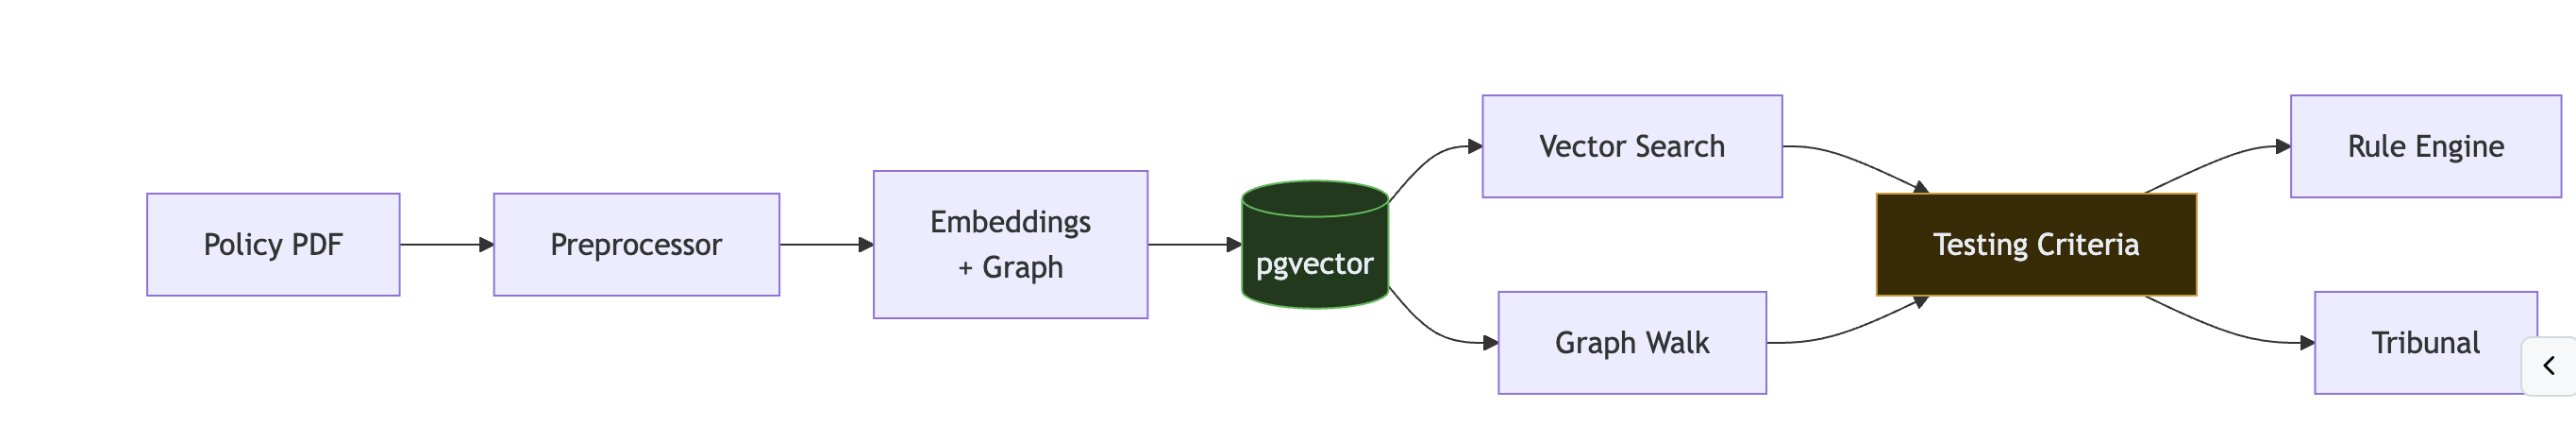 Policy PDF
Preprocessor
Embeddings
+ Graph
pgvector
Vector Search
Graph Walk
Testing Criteria
Rule Engine
Tribunal